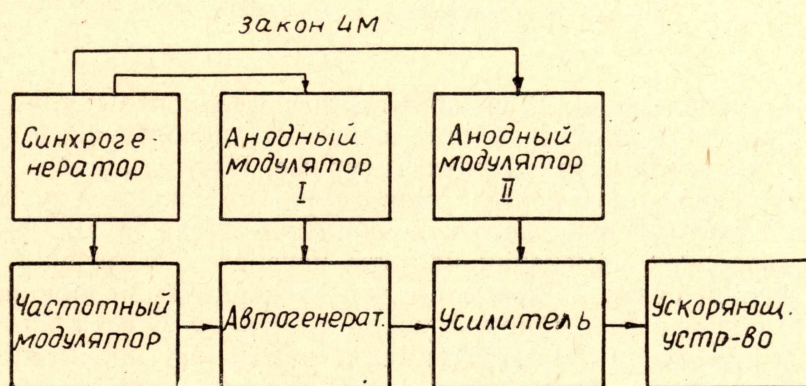 закон ЧМ
Синхроге-
нератор
Анодный
модулятор
I
Анодный
модулятор
II
Частотный
модулятор
Автогенерат.
Усилитель
Ускоряющ.
устр-во